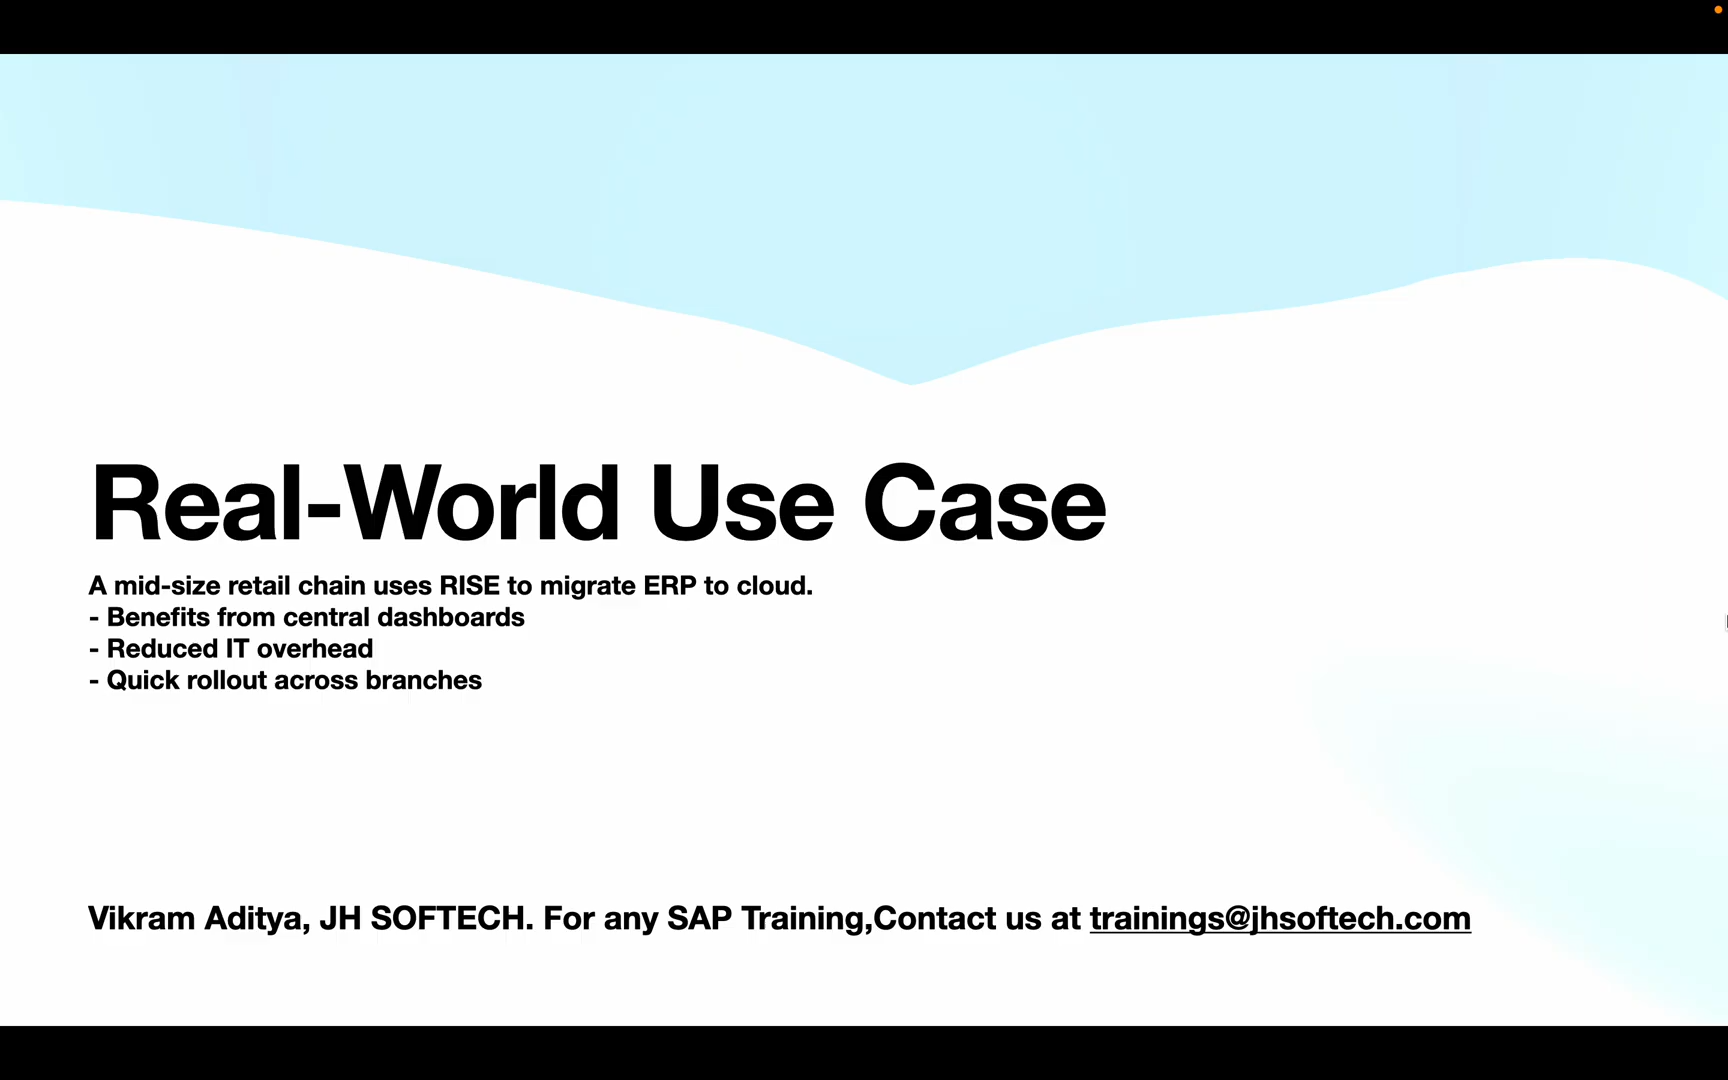 Real-World Use Case
A mid-size retail chain uses RISE to migrate ERP to cloud.
- Benefits from central dashboards
- Reduced IT overhead
- Quick rollout across branches
Vikram Aditya, JH SOFTECH. For any SAP Training,Contact us at trainings@jhsoftech.com